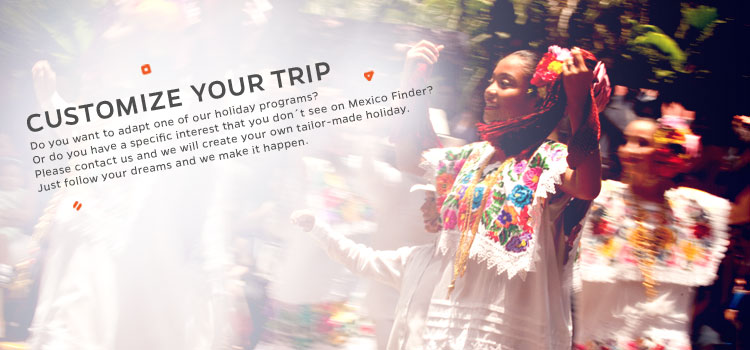 CUSTOMIZE YOUR TRIP
Do you want to adapt one of our holiday programs?
Or do you have a specific interest that you don´t see on Mexico Finder?
Please contact us and we will create your own tailor-made holiday.
Just follow your dreams and we make it happen.